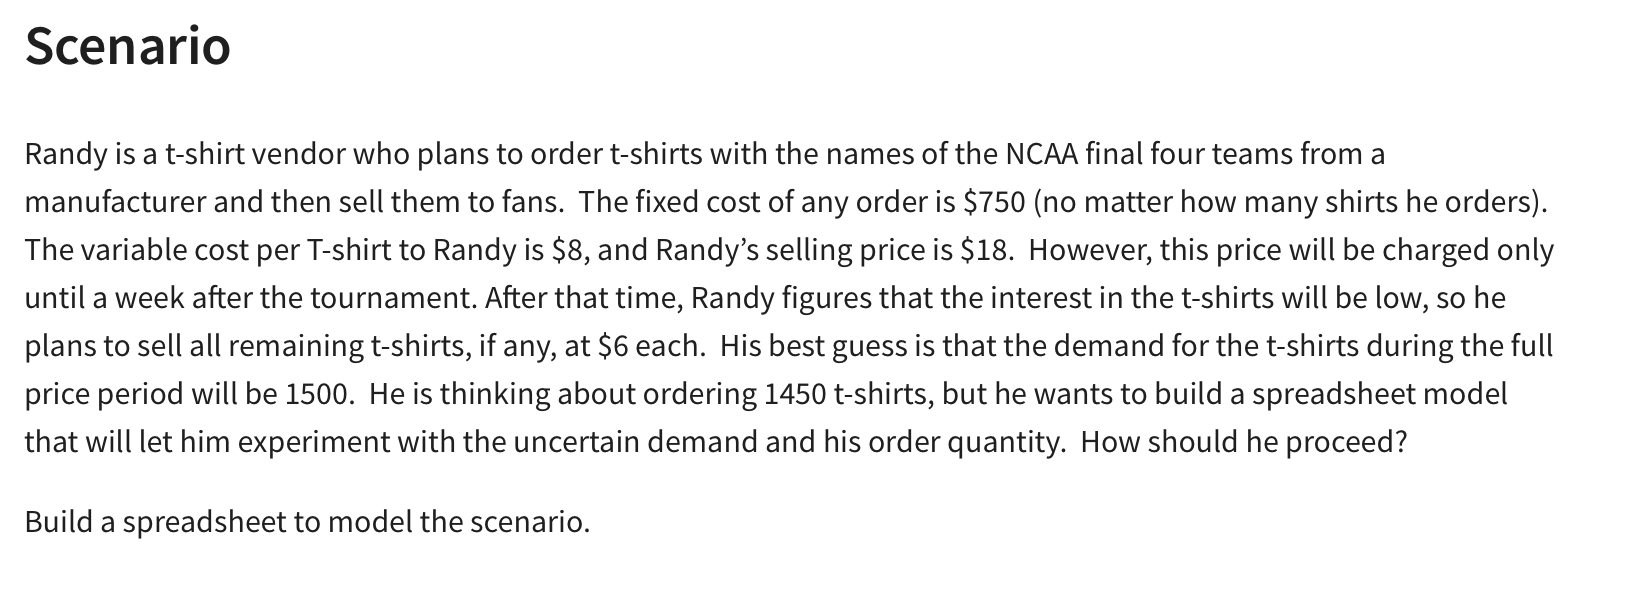 Scenario
Randy is a t-shirt vendor who plans to order t-shirts with the names of the NCAA final four teams from a
manufacturer and then sell them to fans.  The fixed cost of any order is $750 (no matter how many shirts he orders).
The variable cost per T-shirt to Randy is $8, and Randy’s selling price is $18.  However, this price will be charged only
until a week after the tournament. After that time, Randy figures that the interest in the t-shirts will be low, so he
plans to sell all remaining t-shirts, if any, at $6 each.  His best guess is that the demand for the t-shirts during the full
price period will be 1500.  He is thinking about ordering 1450 t-shirts, but he wants to build a spreadsheet model
that will let him experiment with the uncertain demand and his order quantity.  How should he proceed?
Build a spreadsheet to model the scenario.